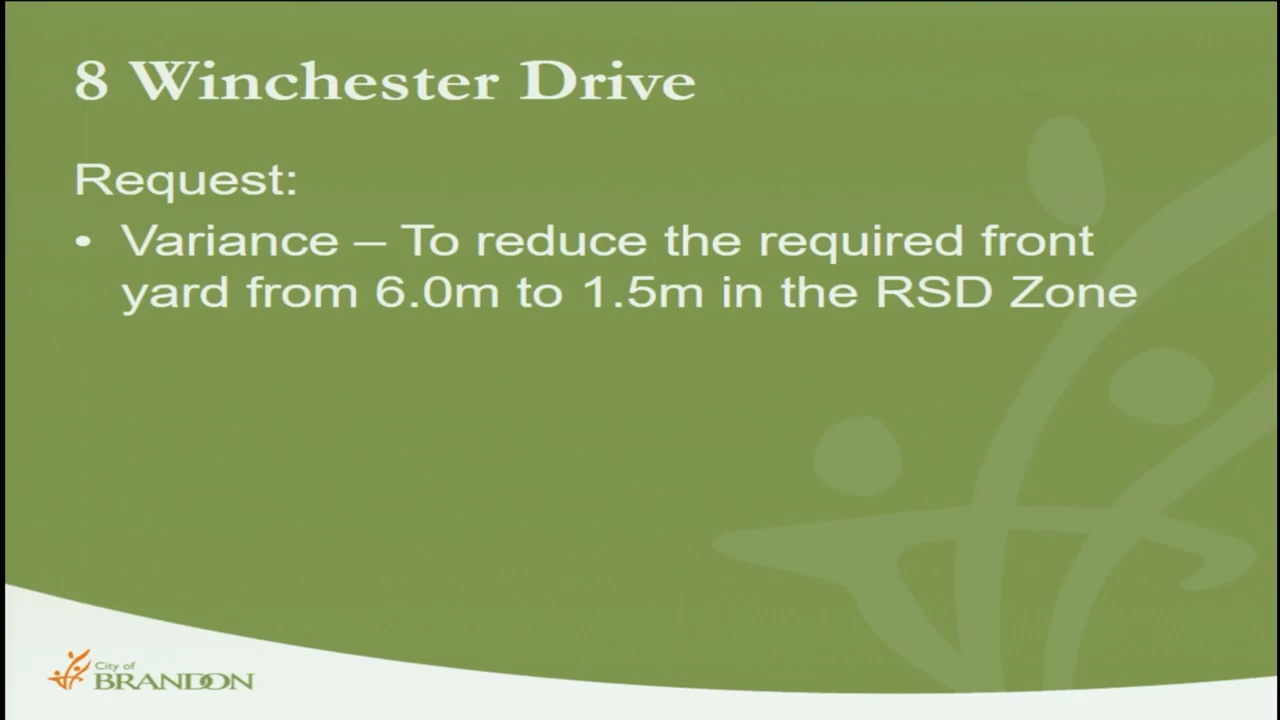 8 Winchester Drive
Request:
• Variance – To reduce the required front
yard from 6.0m to 1.5m in the RSD Zone
City of
BRANDON